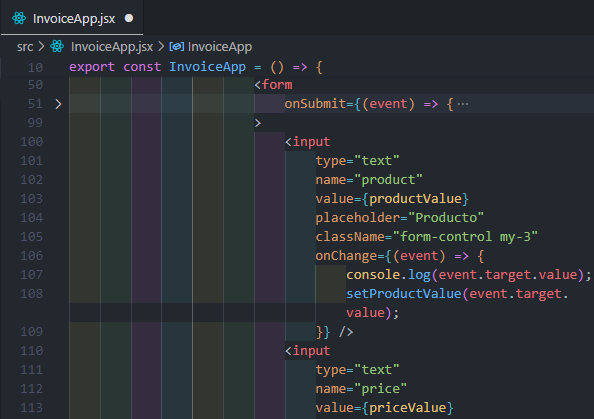 InvoiceApp.jsx
src > InvoiceApp.jsx > InvoiceApp
10 export const InvoiceApp = () => {
50 <form
51 onSubmit={(event) => { ···
99 >
100 <input
101 type="text"
102 name="product"
103 value={productValue}
104 placeholder="Producto"
105 className="form-control my-3"
106 onChange={(event) => {
107 console.log(event.target.value);
108 setProductValue(event.target.
value);
109 }} />
110 <input
111 type="text"
112 name="price"
113 value={priceValue}